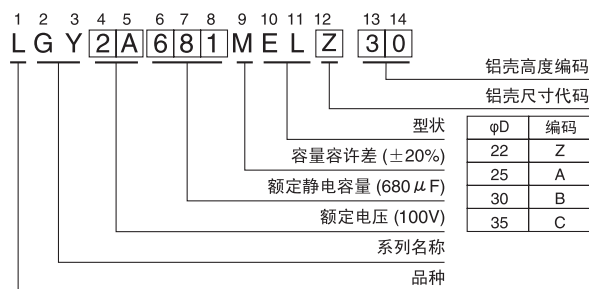 1 2 3 4 5 6 7 8 9 10 11 12 13 14
L G Y 2 A 6 8 1 M E L Z 3 0
铝壳高度编码
铝壳尺寸代码
型状
容量容许差 (±20%)
额定静电容量 (680μF)
额定电压 (100V)
系列名称
品种
φD 编码
22 Z
25 A
30 B
35 C